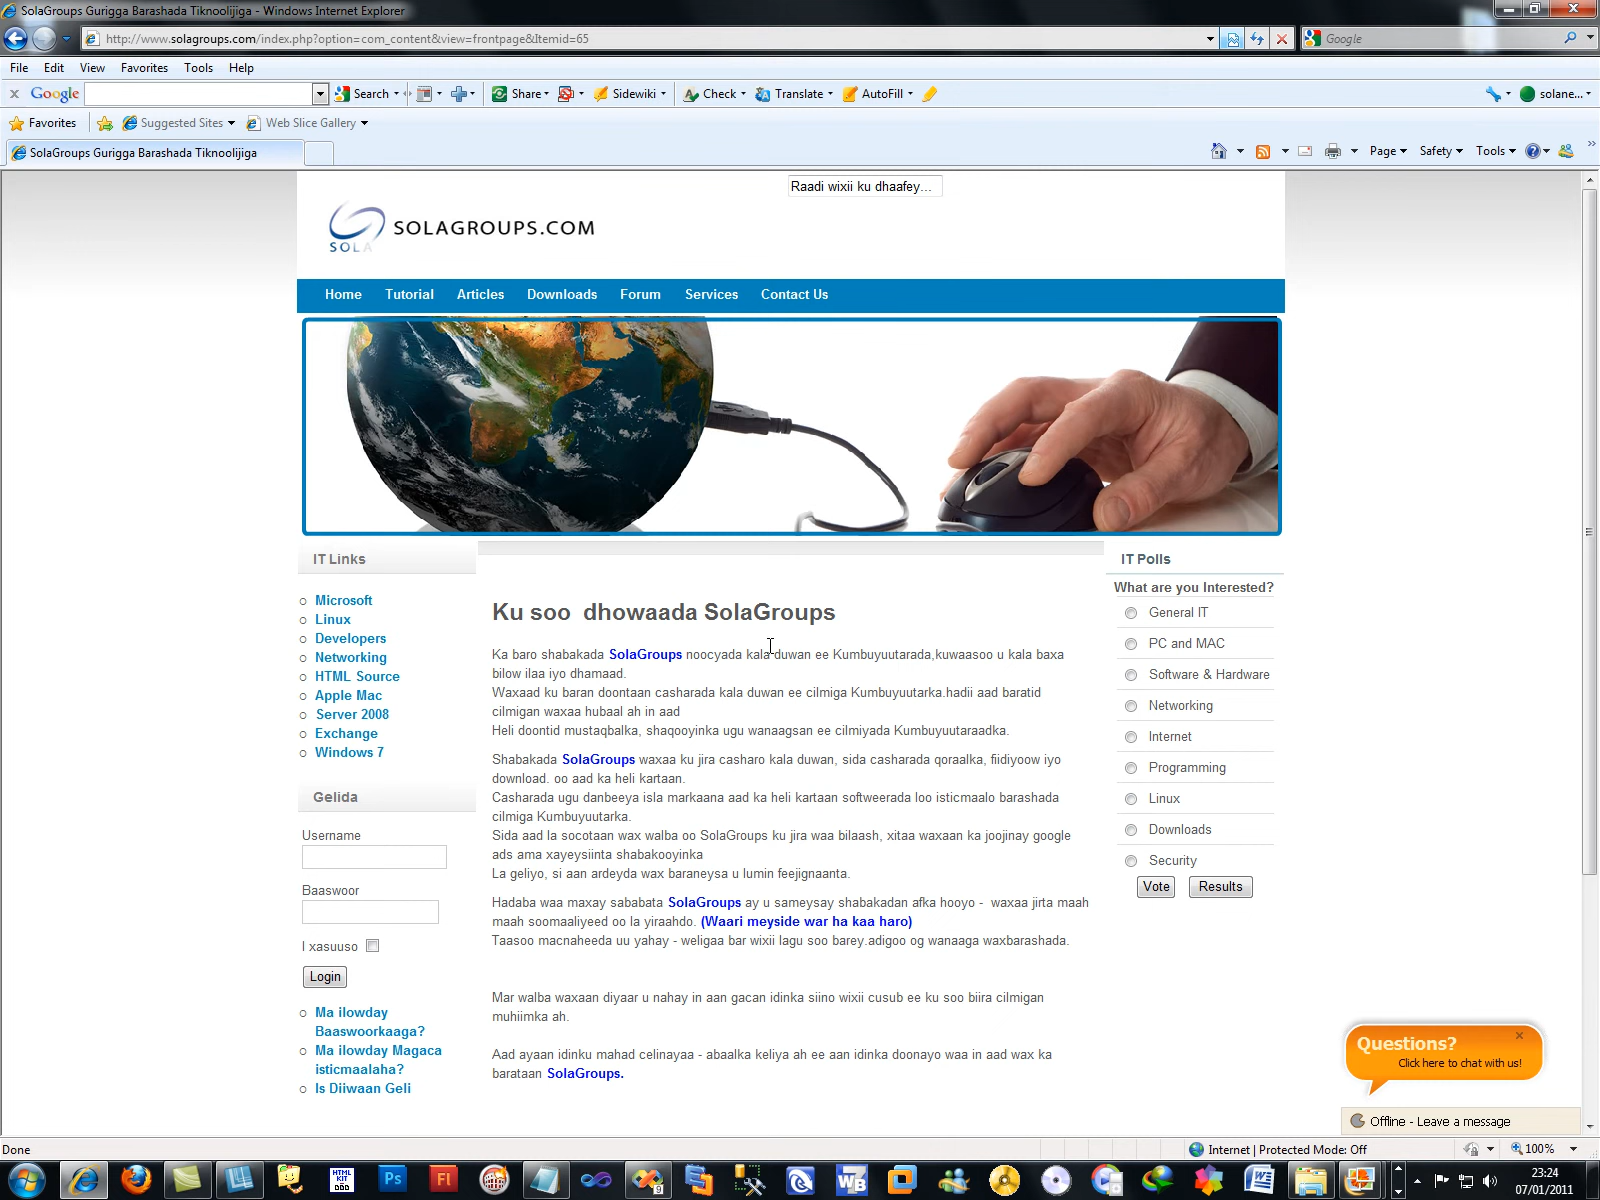 SolaGroups Gurigga Barashada Tiknoolijiga - Windows Internet Explorer
http://www.solagroups.com/index.php?option=com_content&view=frontpage&Itemid=65
Google
File Edit View Favorites Tools Help
x Google Search Share Sidewiki Check Translate AutoFill solane...
Favorites Suggested Sites Web Slice Gallery
SolaGroups Gurigga Barashada Tiknoolijiga
Page Safety Tools
Raadi wixii ku dhaafey...
SOLA
SOLAGROUPS.COM
Home Tutorial Articles Downloads Forum Services Contact Us
IT Links
Microsoft
Linux
Developers
Networking
HTML Source
Apple Mac
Server 2008
Exchange
Windows 7
Gelida
Username
Baaswoor
I xasuuso
Login
Ma ilowday
Baaswoorkaaga?
Ma ilowday Magaca
isticmaalaha?
Is Diiwaan Geli
Ku soo dhowaada SolaGroups
Ka baro shabakada SolaGroups noocyada kala duwan ee Kumbuyuutarada,kuwaasoo u kala baxa
bilow ilaa iyo dhamaad.
Waxaad ku baran doontaan casharada kala duwan ee cilmiga Kumbuyuutarka.hadii aad baratid
cilmigan waxaa hubaal ah in aad
Heli doontid mustaqbalka, shaqooyinka ugu wanaagsan ee cilmiyada Kumbuyuutaraadka.
Shabakada SolaGroups waxaa ku jira casharo kala duwan, sida casharada qoraalka, fiidiyoow iyo
download. oo aad ka heli kartaan.
Casharada ugu danbeeya isla markaana aad ka heli kartaan softweerada loo isticmaalo barashada
cilmiga Kumbuyuutarka.
Sida aad la socotaan wax walba oo SolaGroups ku jira waa bilaash, xitaa waxaan ka joojinay google
ads ama xayeysiinta shabakooyinka
La geliyo, si aan ardeyda wax baraneysa u lumin feejignaanta.
Hadaba waa maxay sababata SolaGroups ay u sameysay shabakadan afka hooyo - waxaa jirta maah
maah soomaaliyeed oo la yiraahdo. (Waari meyside war ha kaa haro)
Taasoo macnaheeda uu yahay - weligaa bar wixii lagu soo barey.adigoo og wanaaga waxbarashada.
Mar walba waxaan diyaar u nahay in aan gacan idinka siino wixii cusub ee ku soo biira cilmigan
muhiimka ah.
Aad ayaan idinku mahad celinayaa - abaalka keliya ah ee aan idinka doonayo waa in aad wax ka
barataan SolaGroups.
IT Polls
What are you Interested?
General IT
PC and MAC
Software & Hardware
Networking
Internet
Programming
Linux
Downloads
Security
Vote Results
Questions?
Click here to chat with us!
Offline - Leave a message
Done Internet | Protected Mode: Off 100%
HTML
KIT
Ps
Fl
9
WB
23:24
07/01/2011